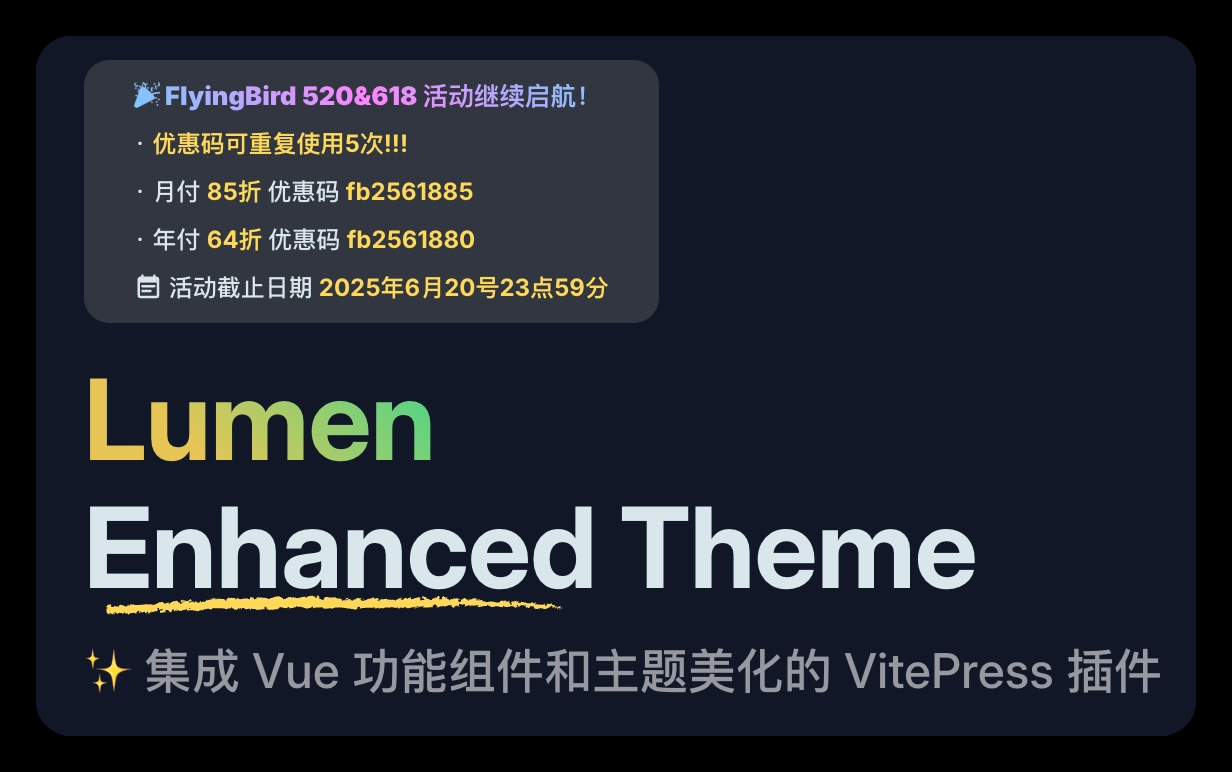 🎉FlyingBird 520&618 活动继续启航！
· 优惠码可重复使用5次!!!
· 月付 85折 优惠码 fb2561885
· 年付 64折 优惠码 fb2561880
活动截止日期 2025年6月20号23点59分
Lumen
Enhanced Theme
✨ 集成 Vue 功能组件和主题美化的 VitePress 插件